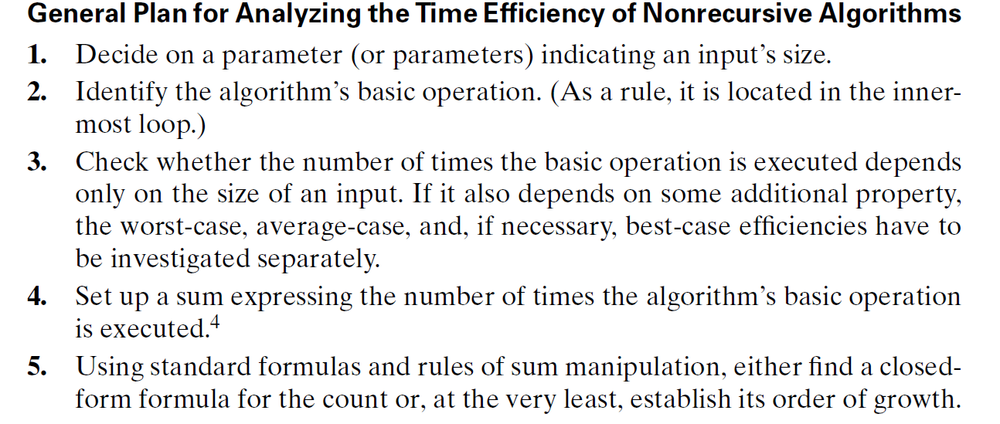 General Plan for Analyzing the Time Efficiency of Nonrecursive Algorithms
1. Decide on a parameter (or parameters) indicating an input’s size.
2. Identify the algorithm’s basic operation. (As a rule, it is located in the inner-
most loop.)
3. Check whether the number of times the basic operation is executed depends
only on the size of an input. If it also depends on some additional property,
the worst-case, average-case, and, if necessary, best-case efficiencies have to
be investigated separately.
4. Set up a sum expressing the number of times the algorithm’s basic operation
is executed.⁴
5. Using standard formulas and rules of sum manipulation, either find a closed-
form formula for the count or, at the very least, establish its order of growth.